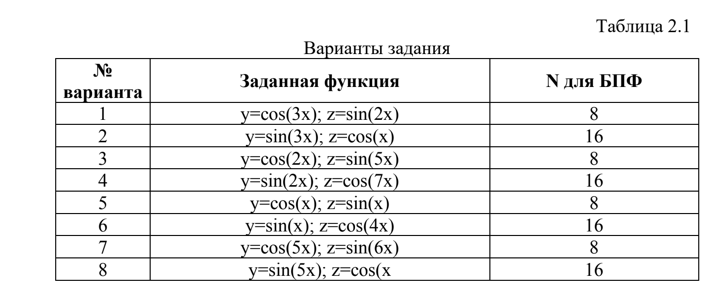 Таблица 2.1
Варианты задания
№ варианта Заданная функция N для БПФ
1 y=cos(3x); z=sin(2x) 8
2 y=sin(3x); z=cos(x) 16
3 y=cos(2x); z=sin(5x) 8
4 y=sin(2x); z=cos(7x) 16
5 y=cos(x); z=sin(x) 8
6 y=sin(x); z=cos(4x) 16
7 y=cos(5x); z=sin(6x) 8
8 y=sin(5x); z=cos(x 16